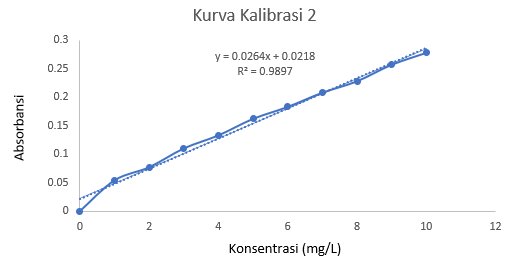 Kurva Kalibrasi 2
y = 0.0264x + 0.0218
R² = 0.9897
Absorbansi
0.3
0.25
0.2
0.15
0.1
0.05
0
0 2 4 6 8 10 12
Konsentrasi (mg/L)